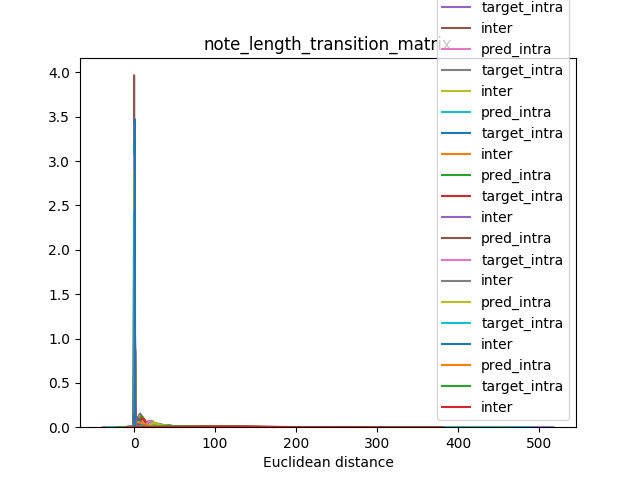 note_length_transition_matrix
4.0
3.5
3.0
2.5
2.0
1.5
1.0
0.5
0.0
0
100
200
300
400
500
Euclidean distance
target_intra
inter
pred_intra
target_intra
inter
pred_intra
target_intra
inter
pred_intra
target_intra
inter
pred_intra
target_intra
inter
pred_intra
target_intra
inter
pred_intra
target_intra
inter